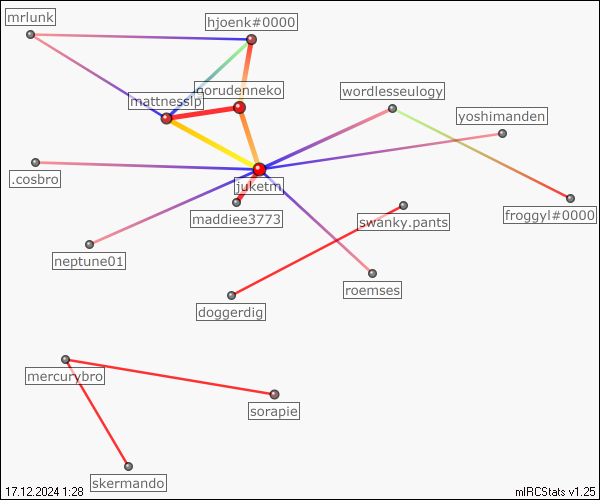 mrlunk
hjoenk#0000
norudenneko
mattnesslp
wordlesseulogy
yoshimanden
.cosbro
juketm
maddiee3773
swanky.pants
froggyl#0000
neptune01
roemses
doggerdig
mercurybro
sorapie
skermando
17.12.2024 1:28
mIRCStats v1.25